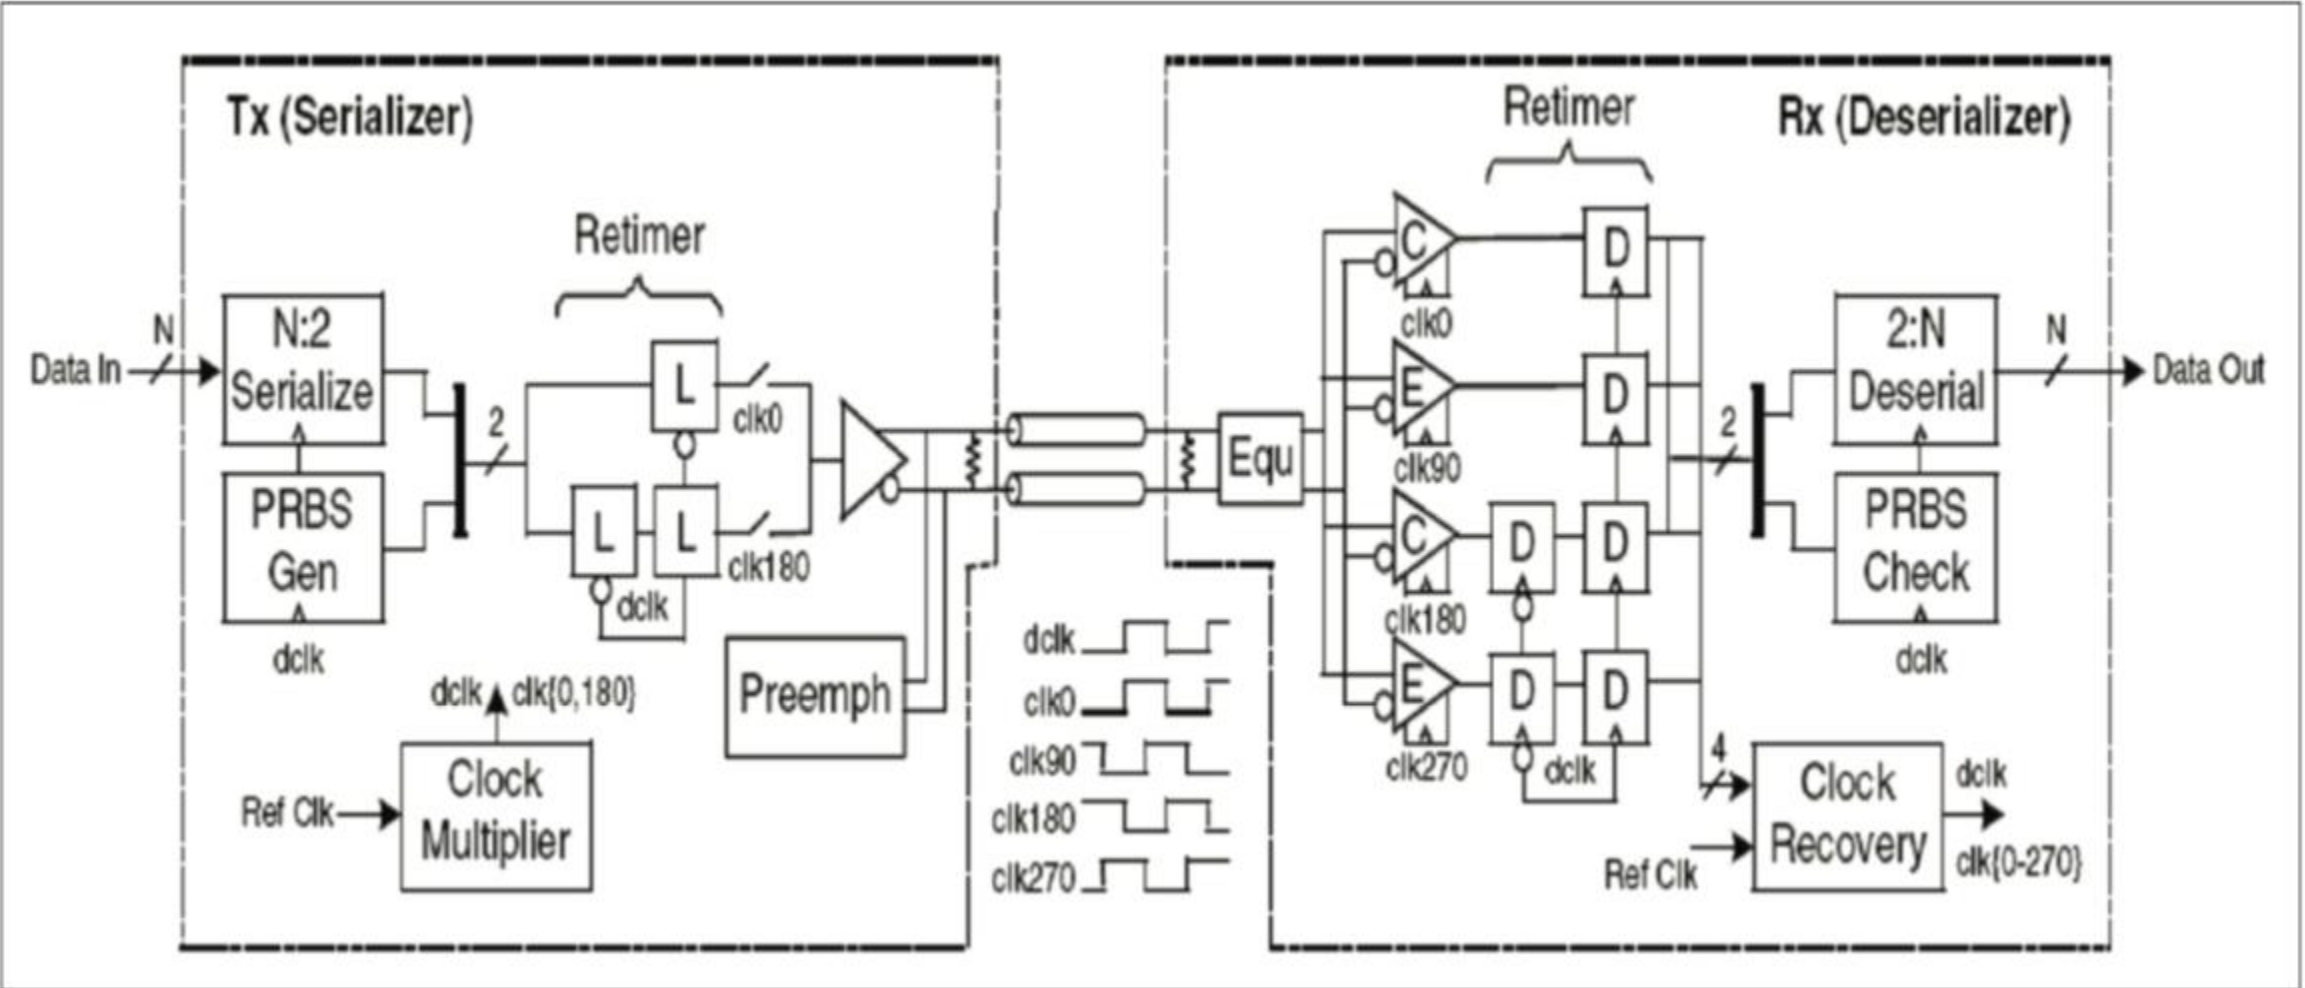 Tx (Serializer)
Retimer
N
Data In
N:2
Serialize
PRBS
Gen
dclk
2
L
clk0
L
L
clk180
dclk
dclk
clk{0,180}
Ref Clk
Clock
Multiplier
Preemph
dclk
clk0
clk90
clk180
clk270
Rx (Deserializer)
Retimer
Equ
C
clk0
D
E
clk90
D
C
clk180
D
D
E
clk270
D
D
dclk
2
2:N
Deserial
N
Data Out
PRBS
Check
dclk
4
Clock
Recovery
Ref Clk
dclk
clk{0-270}